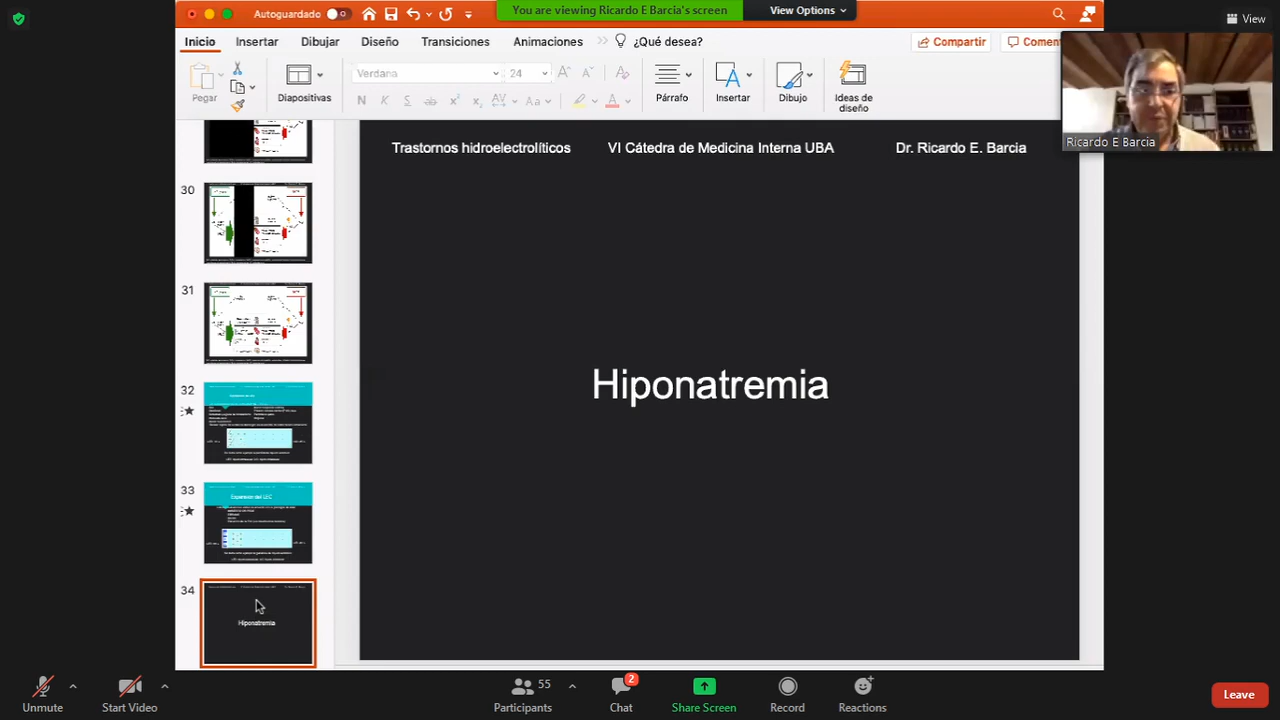 You are viewing Ricardo E Barcia's screen
View Options
View
Autoguardado
Inicio
Insertar
Dibujar
Diseño
Transiciones
Animaciones
¿Qué desea?
Compartir
Coment
Pegar
Diapositivas
Verdana
24
Párrafo
Insertar
Dibujo
Ideas de
diseño
Ricardo E Barcia
Trastornos hidroelectrolíticos VI Cátedra de Medicina Interna UBA Dr. Ricardo E. Barcia
Hiponatremia
30
31
32
33
Expansión del LEC
34
Hiponatremia
Unmute
Start Video
55
Participants
2
Chat
Share Screen
Record
Reactions
Leave